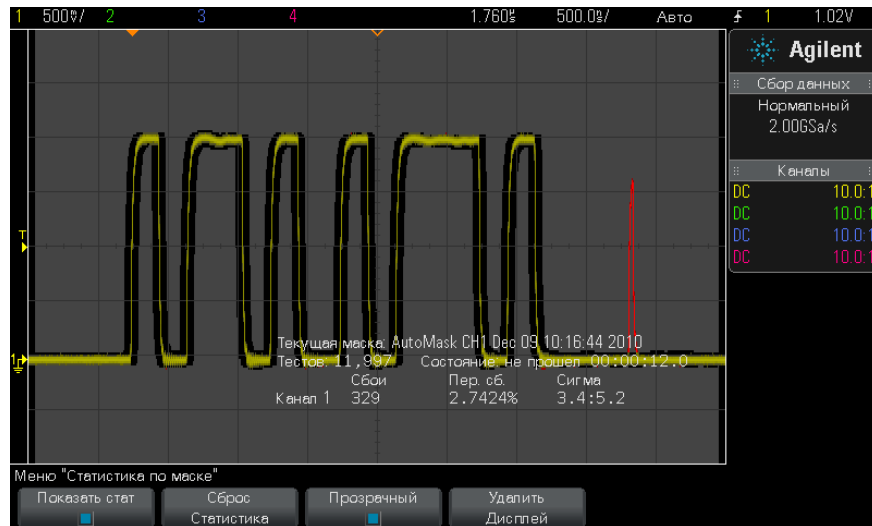 1 500♈/ 2 3 4 1.760s 500.0s/ Авто 1 1.02V
Agilent
Сбор данных
Нормальный
2.00GSa/s
Каналы
DC 10.0:1
DC 10.0:1
DC 10.0:1
DC 10.0:1
T
1
Текущая маска: AutoMask CH1 Dec 09 10:16:44 2010
Тестов: 11,997 Состояние: не прошел 00:00:12.0
Сбои Пер. сб. Сигма
Канал 1 329 2.7424% 3.4:5.2
Меню "Статистика по маске"
Показать стат Сброс Прозрачный Удалить
Статистика Дисплей